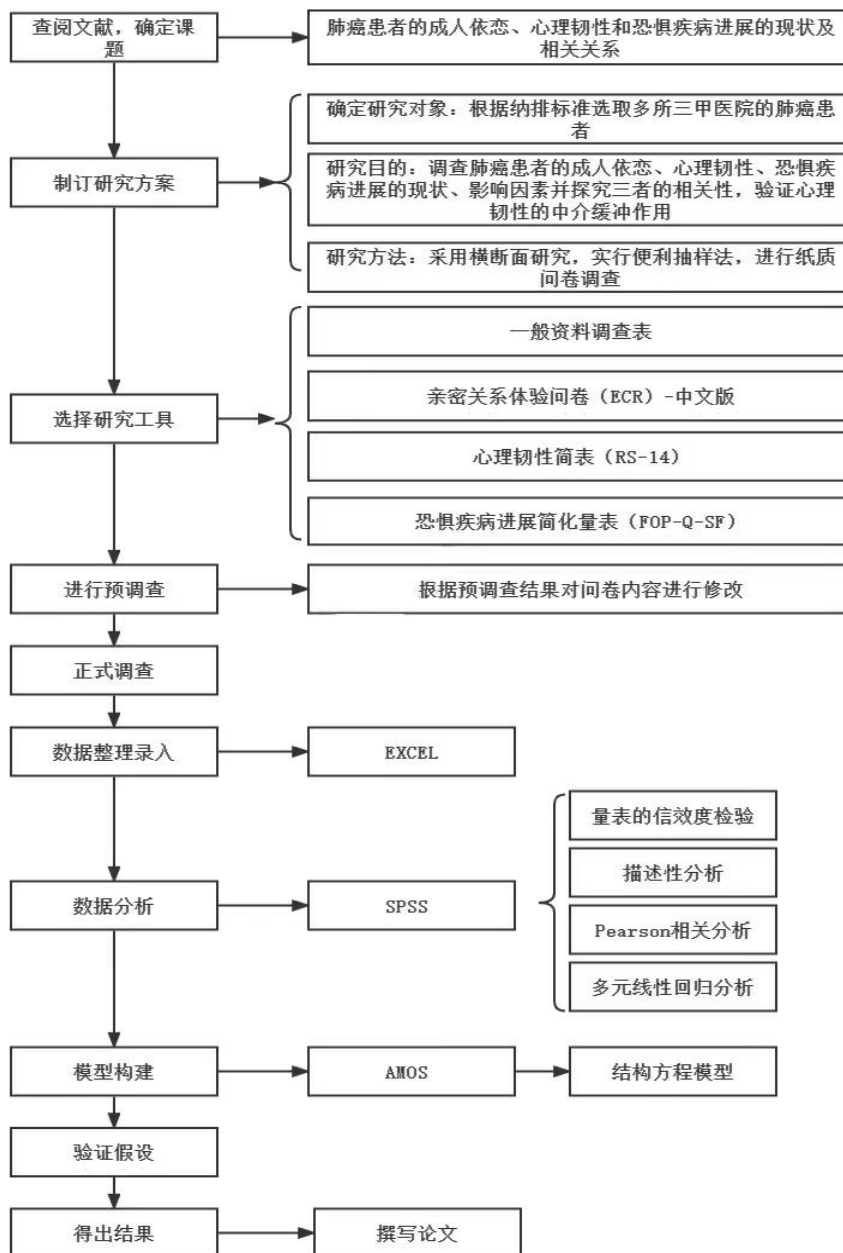 查阅文献，确定课
题
肺癌患者的成人依恋、心理韧性和恐惧疾病进展的现状及
相关关系
确定研究对象：根据纳排标准选取多所三甲医院的肺癌患
者
制订研究方案
研究目的：调查肺癌患者的成人依恋、心理韧性、恐惧疾
病进展的现状、影响因素并探究三者的相关性，验证心理
韧性的中介缓冲作用
研究方法：采用横断面研究，实行便利抽样法，进行纸质
问卷调查
一般资料调查表
选择研究工具
亲密关系体验问卷（ECR）-中文版
心理韧性简表（RS-14）
恐惧疾病进展简化量表（FOP-Q-SF）
进行预调查
根据预调查结果对问卷内容进行修改
正式调查
数据整理录入
EXCEL
量表的信效度检验
描述性分析
数据分析
SPSS
Pearson相关分析
多元线性回归分析
模型构建
AMOS
结构方程模型
验证假设
得出结果
撰写论文